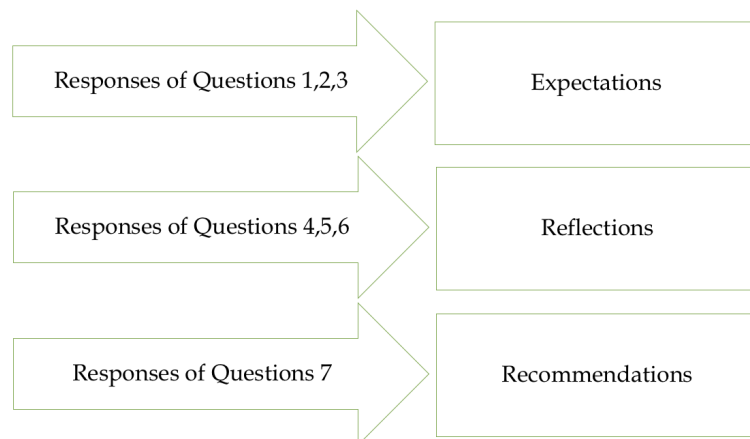 Responses of Questions 1,2,3
Expectations
Responses of Questions 4,5,6
Reflections
Responses of Questions 7
Recommendations